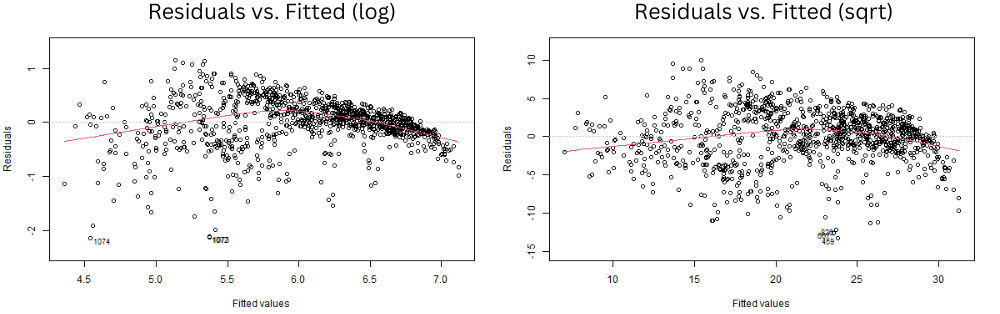 Residuals vs. Fitted (log)
Residuals
1
0
-1
-2
1074
1072
4.5 5.0 5.5 6.0 6.5 7.0
Fitted values
Residuals vs. Fitted (sqrt)
Residuals
10
5
0
-5
-10
-15
459
10 15 20 25 30
Fitted values